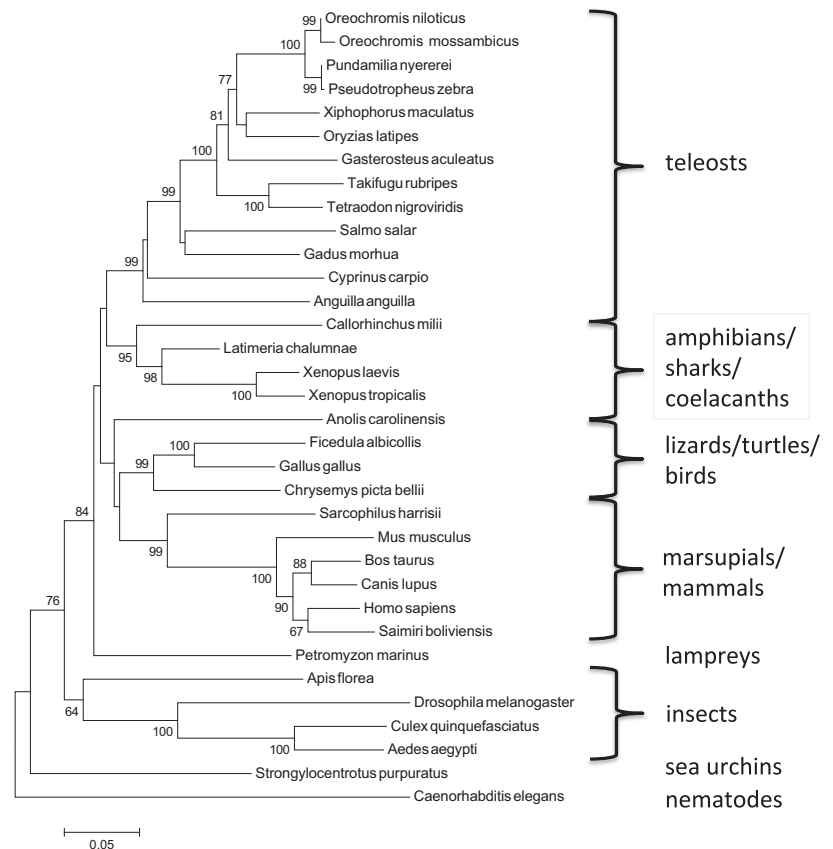 99
Oreochromis niloticus
100
Oreochromis mossambicus
Pundamilia nyererei
77
99
Pseudotropheus zebra
Xiphophorus maculatus
81
Oryzias latipes
100
Gasterosteus aculeatus
teleosts
99
Takifugu rubripes
100
Tetraodon nigroviridis
Salmo salar
Gadus morhua
99
Cyprinus carpio
Anguilla anguilla
Callorhinchus milii
95
Latimeria chalumnae
98
Xenopus laevis
100
Xenopus tropicalis
amphibians/
sharks/
coelacanths
Anolis carolinensis
100
Ficedula albicollis
99
Gallus gallus
Chrysemys picta bellii
lizards/turtles/
birds
84
Sarcophilus harrisii
99
Mus musculus
100
88
Bos taurus
Canis lupus
90
Homo sapiens
67
Saimiri boliviensis
marsupials/
mammals
76
Petromyzon marinus
lampreys
Apis florea
64
Drosophila melanogaster
100
Culex quinquefasciatus
100
Aedes aegypti
insects
Strongylocentrotus purpuratus
sea urchins
Caenorhabditis elegans
nematodes
0.05